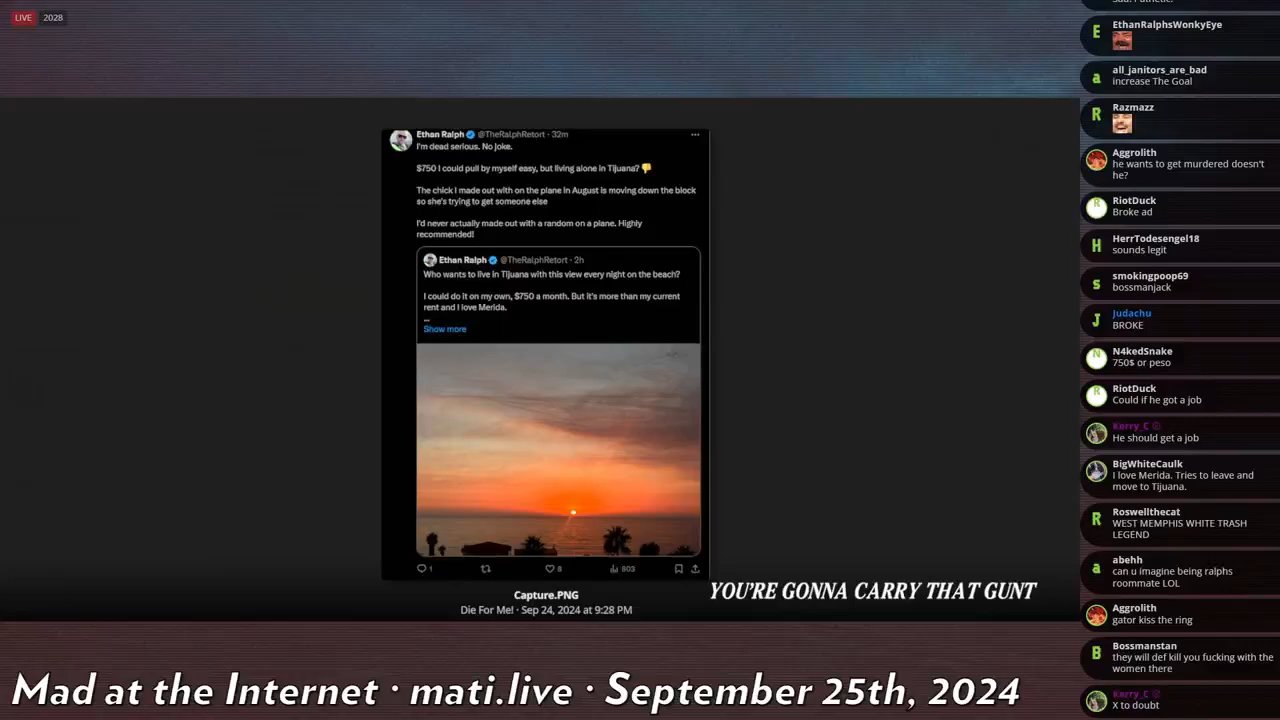 LIVE 2028
Ethan Ralph @TheRalphRetort · 32m
I'm dead serious. No joke.
$750 I could pull by myself easy, but living alone in Tijuana? 👎
The chick I made out with on the plane in August is moving down the block
so she's trying to get someone else
I'd never actually made out with a random on a plane. Highly
recommended!
Ethan Ralph @TheRalphRetort · 2h
Who wants to live in Tijuana with this view every night on the beach?
I could do it on my own, $750 a month. But it's more than my current
rent and I love Merida.
...
Show more
1 8 803
Capture.PNG
Die For Me! · Sep 24, 2024 at 9:28 PM
YOU'RE GONNA CARRY THAT GUNT
Mad at the Internet · mati.live · September 25th, 2024
E
EthanRalphsWonkyEye
a
all_janitors_are_bad
increase The Goal
R
Razmazz
Aggrolith
he wants to get murdered doesn't
he?
R
RiotDuck
Broke ad
H
HerrTodesengel18
sounds legit
s
smokingpoop69
bossmanjack
J
Judachu
BROKE
N
N4kedSnake
750$ or peso
R
RiotDuck
Could if he got a job
Kerry_C
He should get a job
BigWhiteCaulk
I love Merida. Tries to leave and
move to Tijuana.
R
Roswellthecat
WEST MEMPHIS WHITE TRASH
LEGEND
a
abehh
can u imagine being ralphs
roommate LOL
Aggrolith
gator kiss the ring
B
Bossmanstan
they will def kill you fucking with the
women there
Kerry_C
X to doubt